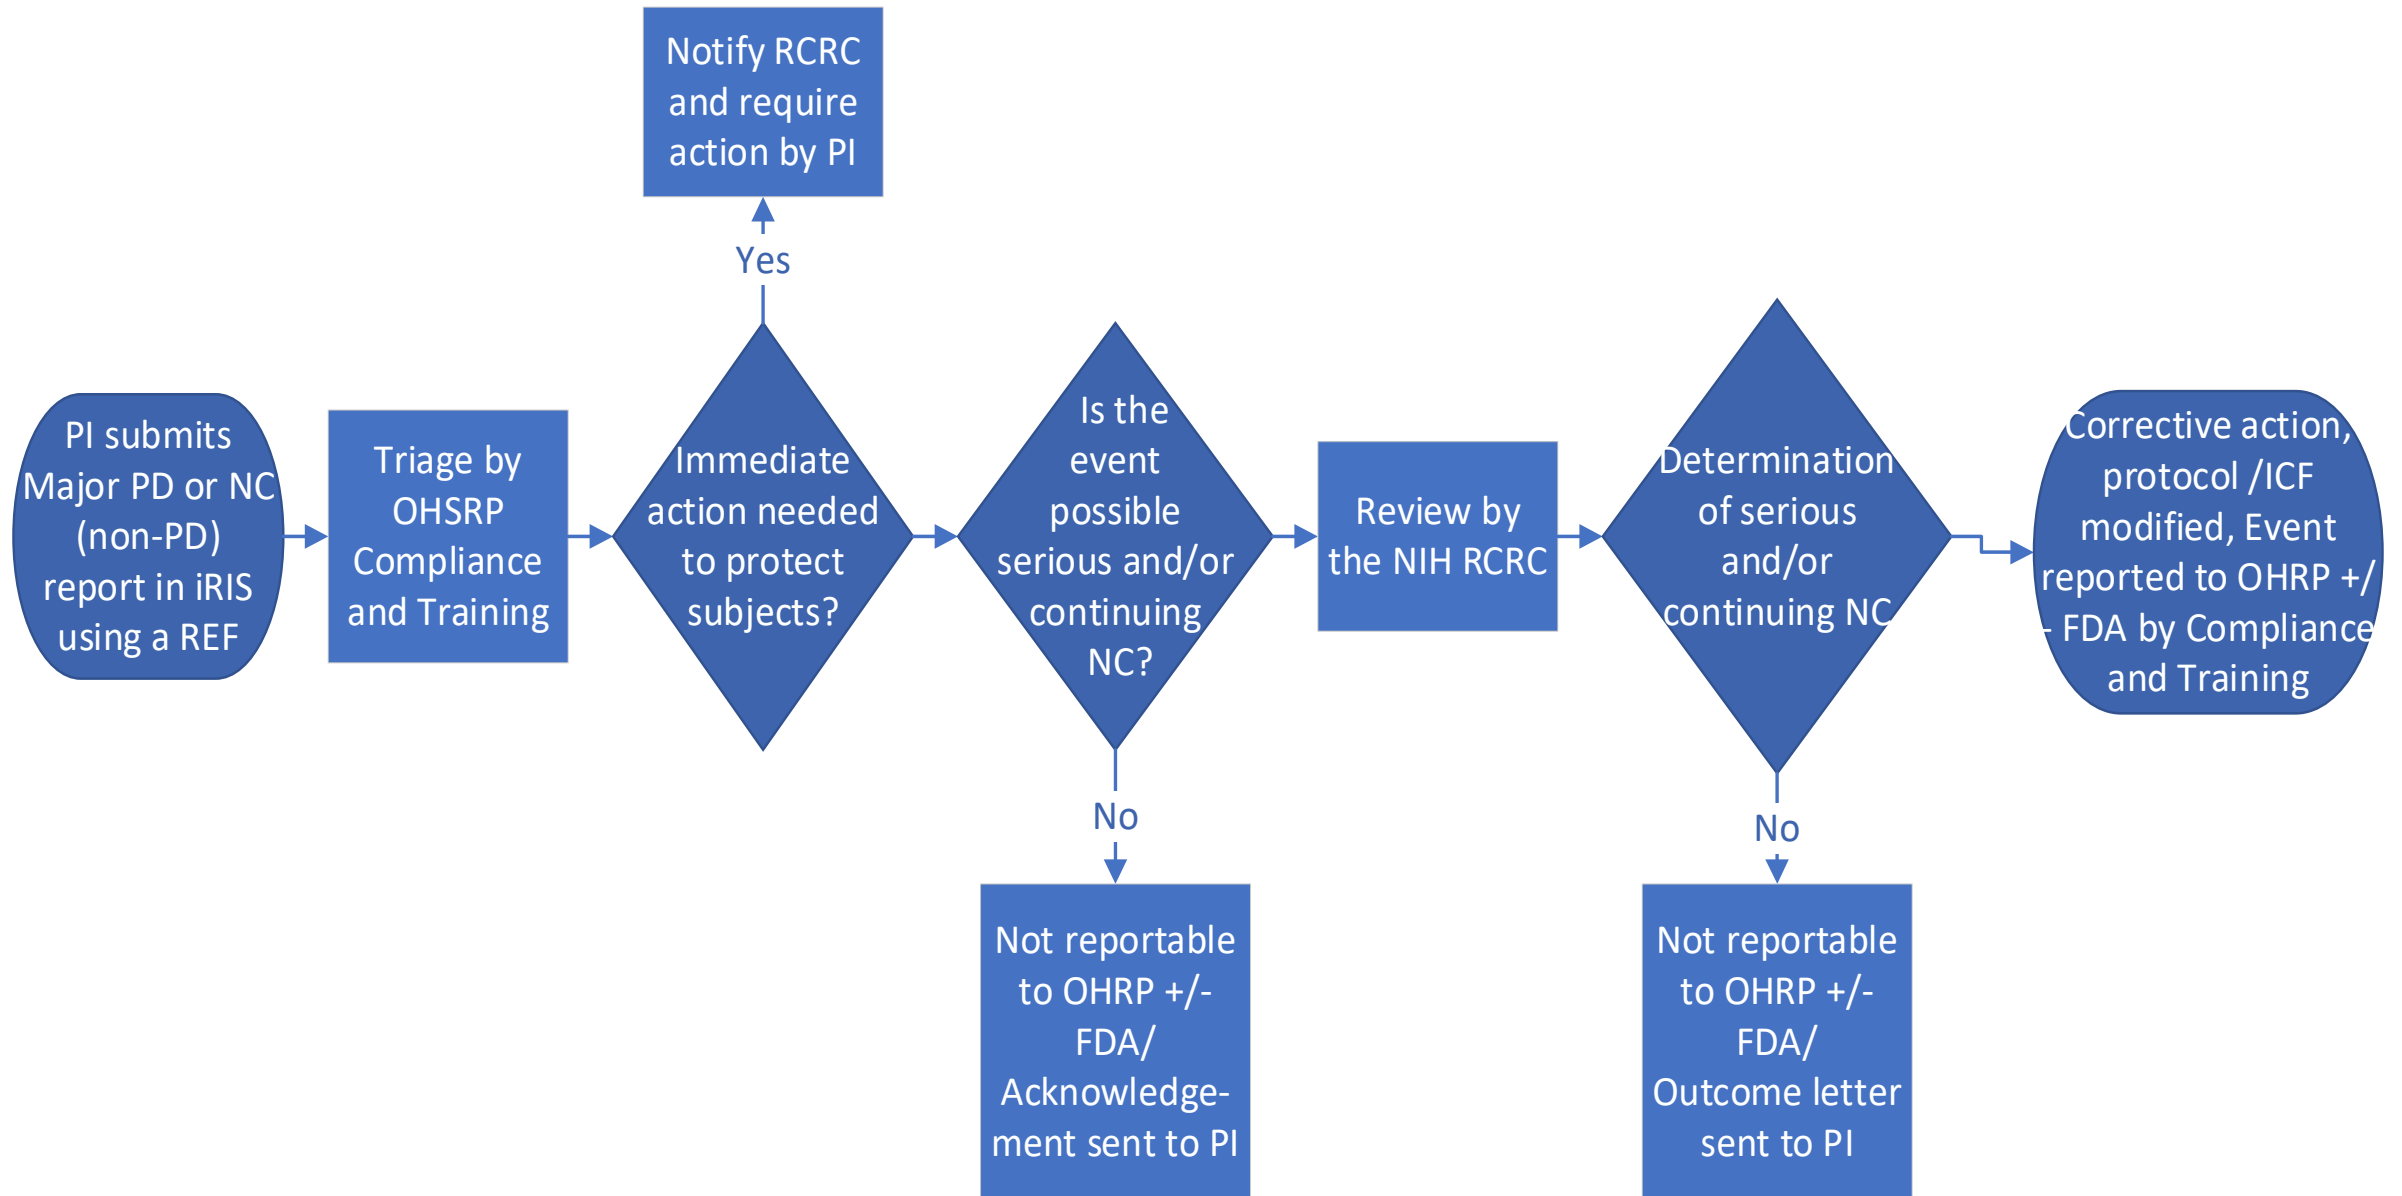 Notify RCRC
and require
action by PI
Yes
PI submits
Major PD or NC
(non-PD)
report in iRIS
using a REF
Triage by
OHSRP
Compliance
and Training
Immediate
action needed
to protect
subjects?
Is the
event
possible
serious and/or
continuing
NC?
Review by
the NIH RCRC
Determination
of serious
and/or
continuing NC
Corrective action,
protocol /ICF
modified, Event
reported to OHRP +/
- FDA by Compliance
and Training
No
Not reportable
to OHRP +/-
FDA/
Acknowledge-
ment sent to PI
No
Not reportable
to OHRP +/-
FDA/
Outcome letter
sent to PI